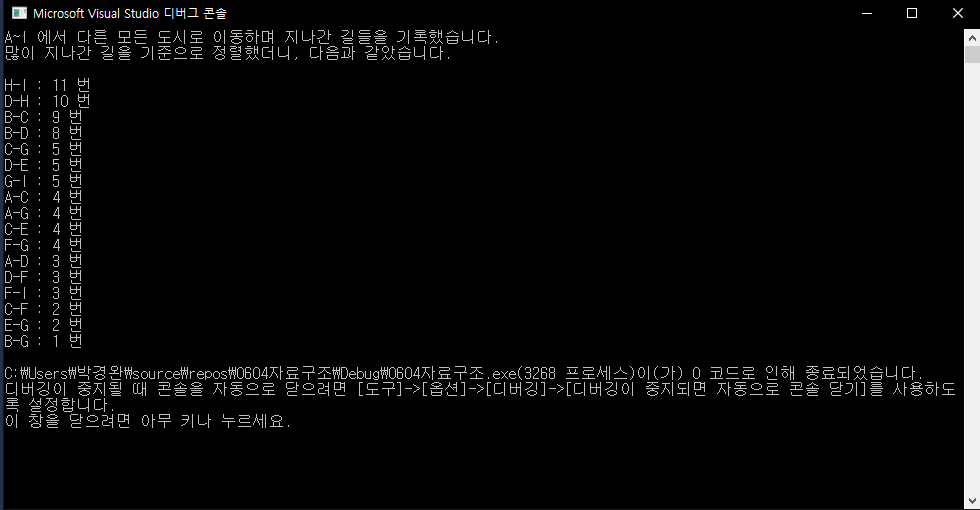 Microsoft Visual Studio 디버그 콘솔
A~I 에서 다른 모든 도시로 이동하며 지나간 길들을 기록했습니다.
많이 지나간 길을 기준으로 정렬했더니, 다음과 같았습니다.
H-I : 11 번
D-H : 10 번
B-C : 9 번
B-D : 8 번
C-G : 5 번
D-E : 5 번
G-I : 5 번
A-C : 4 번
A-G : 4 번
C-E : 4 번
F-G : 4 번
A-D : 3 번
D-F : 3 번
F-I : 3 번
C-F : 2 번
E-G : 2 번
B-G : 1 번
C:₩Users₩박경완₩source₩repos₩0604자료구조₩Debug₩0604자료구조.exe(3268 프로세스)이(가) 0 코드로 인해 종료되었습니다.
디버깅이 중지될 때 콘솔을 자동으로 닫으려면 [도구]->[옵션]->[디버깅]->[디버깅이 중지되면 자동으로 콘솔 닫기]를 사용하도
록 설정합니다.
이 창을 닫으려면 아무 키나 누르세요.